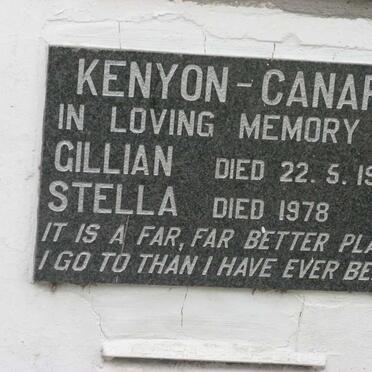 KENYON - CANAR
IN LOVING MEMORY
GILLIAN DIED 22. 5. 19
STELLA DIED 1978
IT IS A FAR, FAR BETTER PLA
I GO TO THAN I HAVE EVER BE